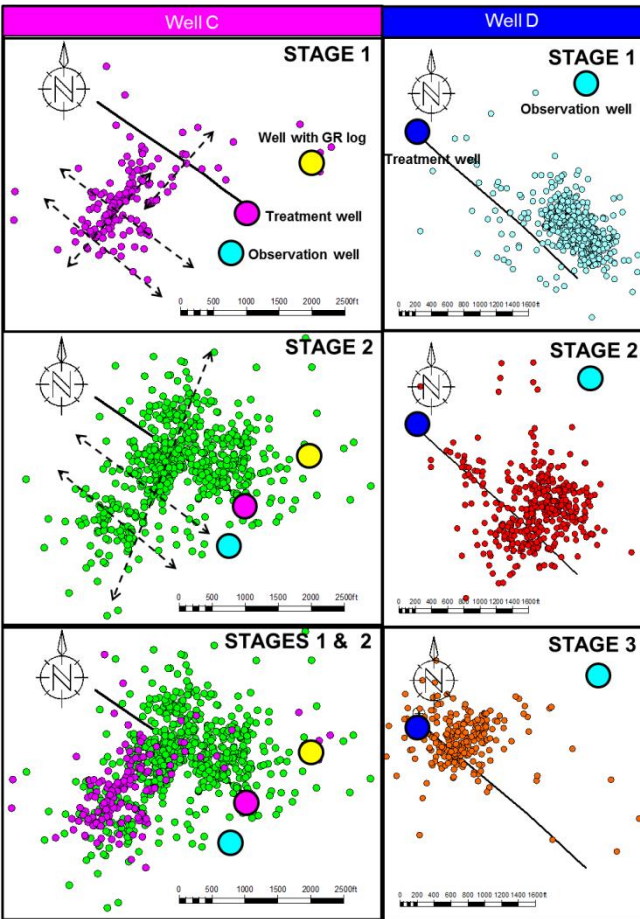 Well C
Well D
STAGE 1
N
Well with GR log
Treatment well
Observation well
0 500 1000 2000 2500ft
STAGE 1
N
Observation well
Treatment well
0 200 400 600 800 1000 1200 1400 1600ft
STAGE 2
N
0 500 1000 2000 2500ft
STAGE 2
N
0 200 400 600 800 1000 1200 1400 1600ft
STAGES 1 & 2
N
0 500 1000 2000 2500ft
STAGE 3
N
0 200 400 600 800 1000 1200 1400 1600ft